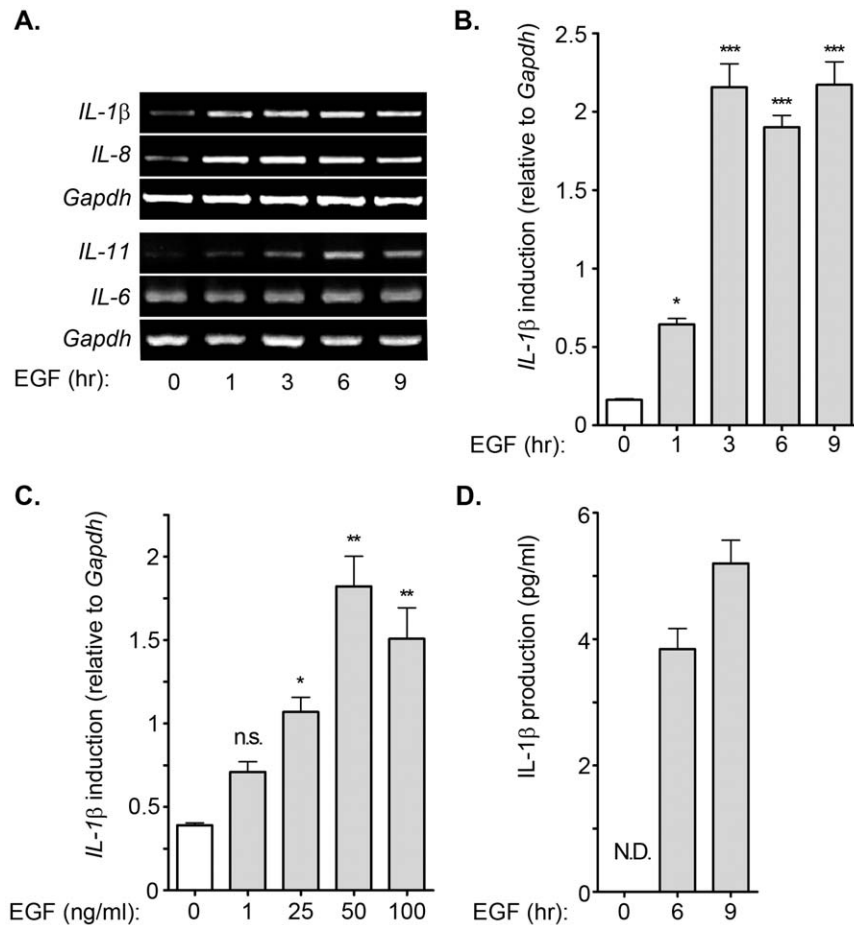 A.
IL-1β
IL-8
Gapdh
IL-11
IL-6
Gapdh
EGF (hr): 0 1 3 6 9
B.
IL-1β induction (relative to Gapdh)
2.5
2
1.5
1
0.5
0
*
***
***
***
EGF (hr): 0 1 3 6 9
C.
IL-1β induction (relative to Gapdh)
2
1.5
1
0.5
0
n.s.
*
**
**
EGF (ng/ml): 0 1 25 50 100
D.
IL-1β production (pg/ml)
6
4
2
0
N.D.
EGF (hr): 0 6 9